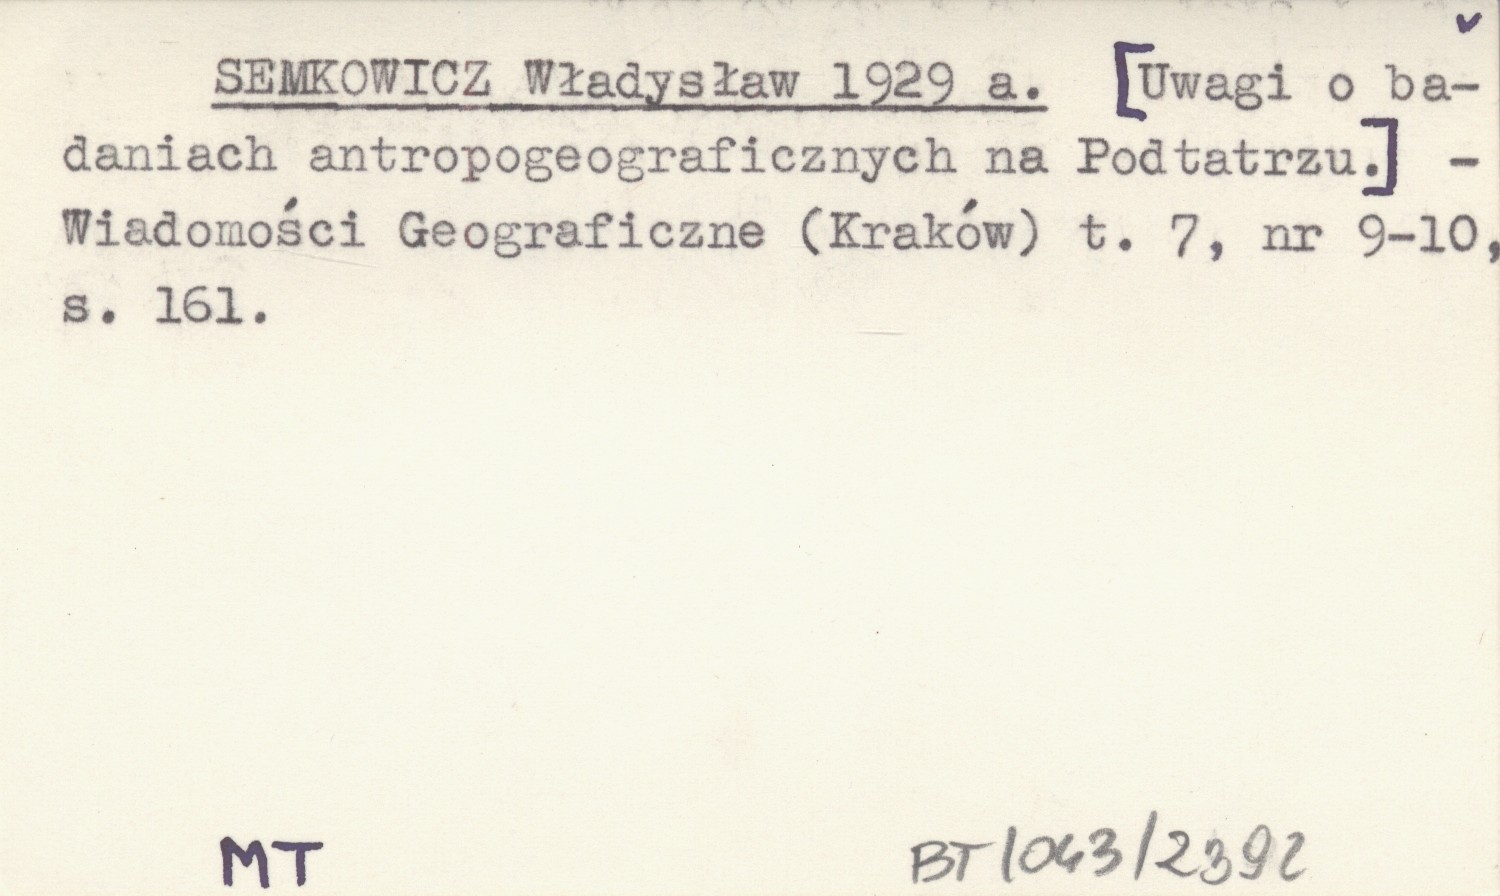 SEMKOWICZ Władysław 1929 a. [Uwagi o ba-
daniach antropogeograficznych na Podtatrzu.] -
Wiadomości Geograficzne (Kraków) t. 7, nr 9-10,
s. 161.
MT
BT/043/2392